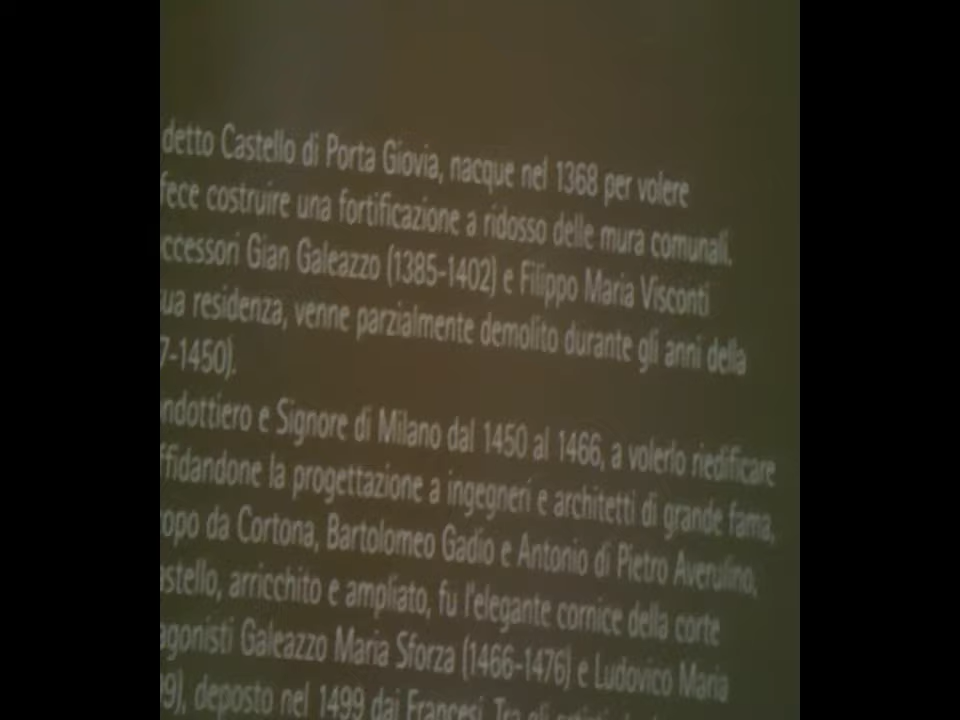 detto Castello di Porta Giovia, nacque nel 1368 per volere
fece costruire una fortificazione a ridosso delle mura comunali.
ccessori Gian Galeazzo (1385-1402) e Filippo Maria Visconti
ua residenza, venne parzialmente demolito durante gli anni della
7-1450).
ndottiero e Signore di Milano dal 1450 al 1466, a volerlo riedificare
ffidandone la progettazione a ingegneri e architetti di grande fama,
opo da Cortona, Bartolomeo Gadio e Antonio di Pietro Averulino,
astello, arricchito e ampliato, fu l'elegante cornice della corte
agonisti Galeazzo Maria Sforza (1466-1476) e Ludovico Maria
99), deposto nel 1499 dai Francesi. Tra gli